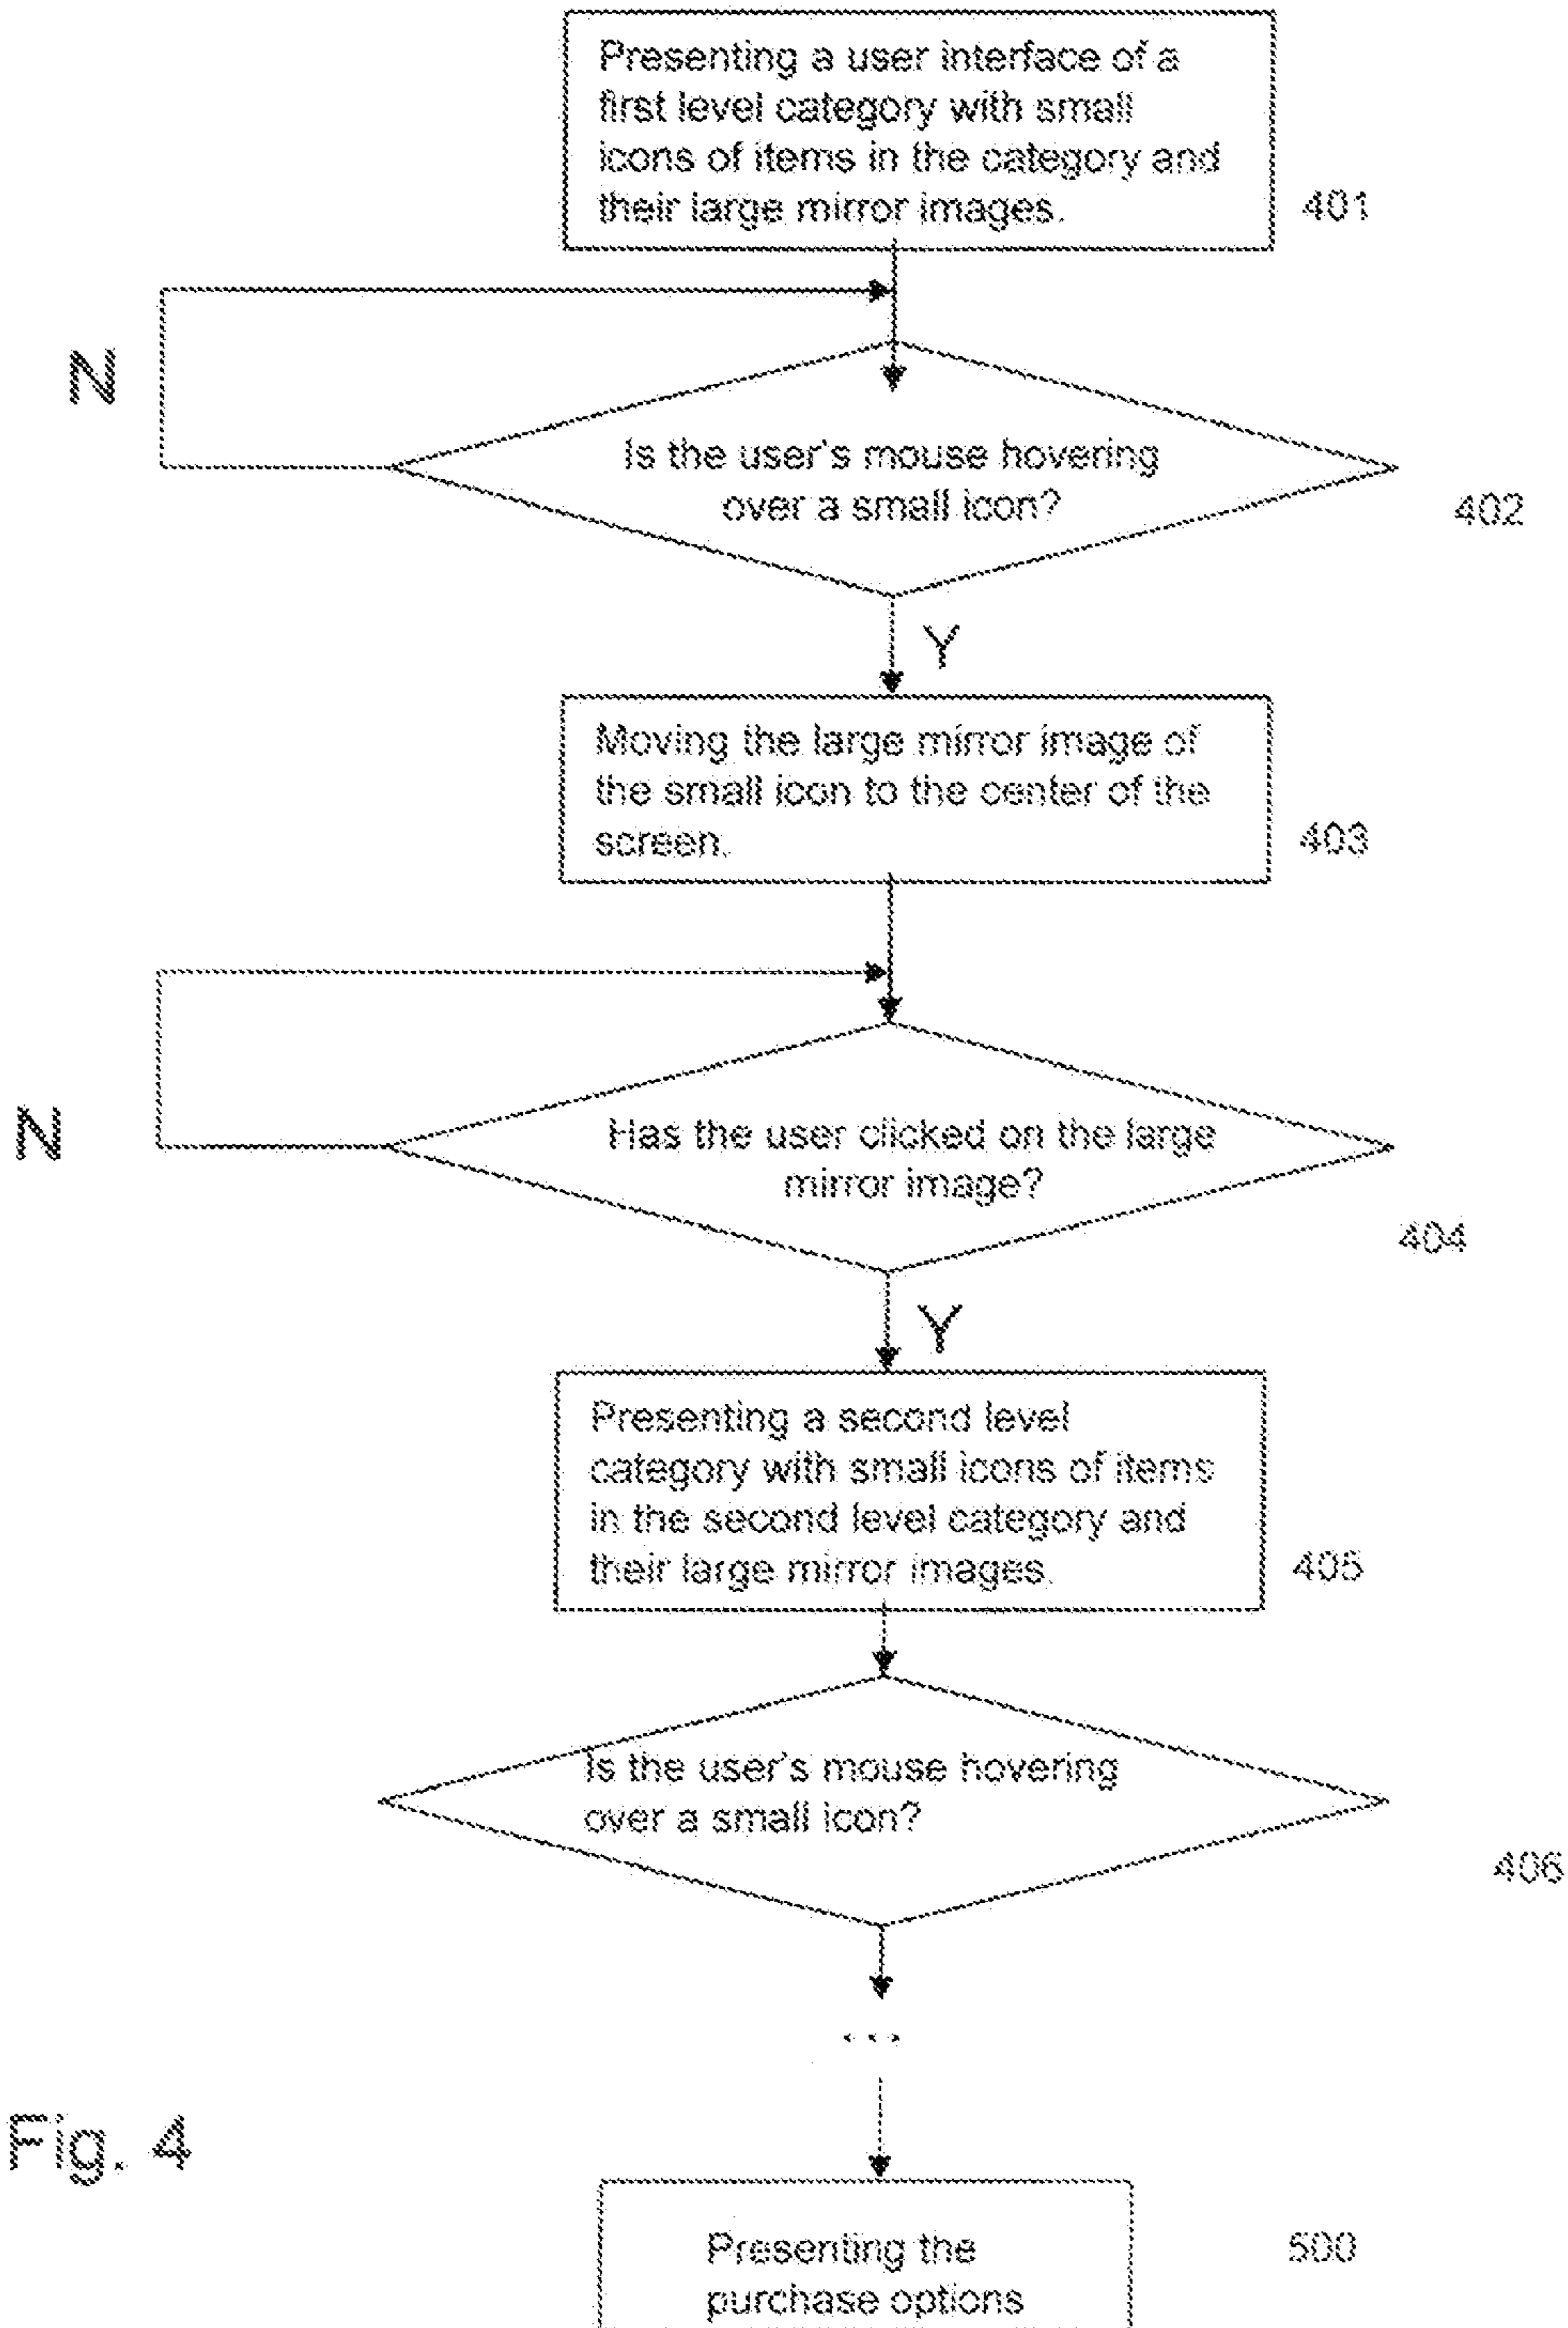 Presenting a user interface of a
first level category with small
icons of items in the category and
their large mirror images.
401
N
Is the user's mouse hovering
over a small icon?
402
Y
Moving the large mirror image of
the small icon to the center of the
screen.
403
N
Has the user clicked on the large
mirror image?
404
Y
Presenting a second level
category with small icons of items
in the second level category and
their large mirror images.
405
Is the user's mouse hovering
over a small icon?
406
...
Fig. 4
Presenting the
purchase options
500